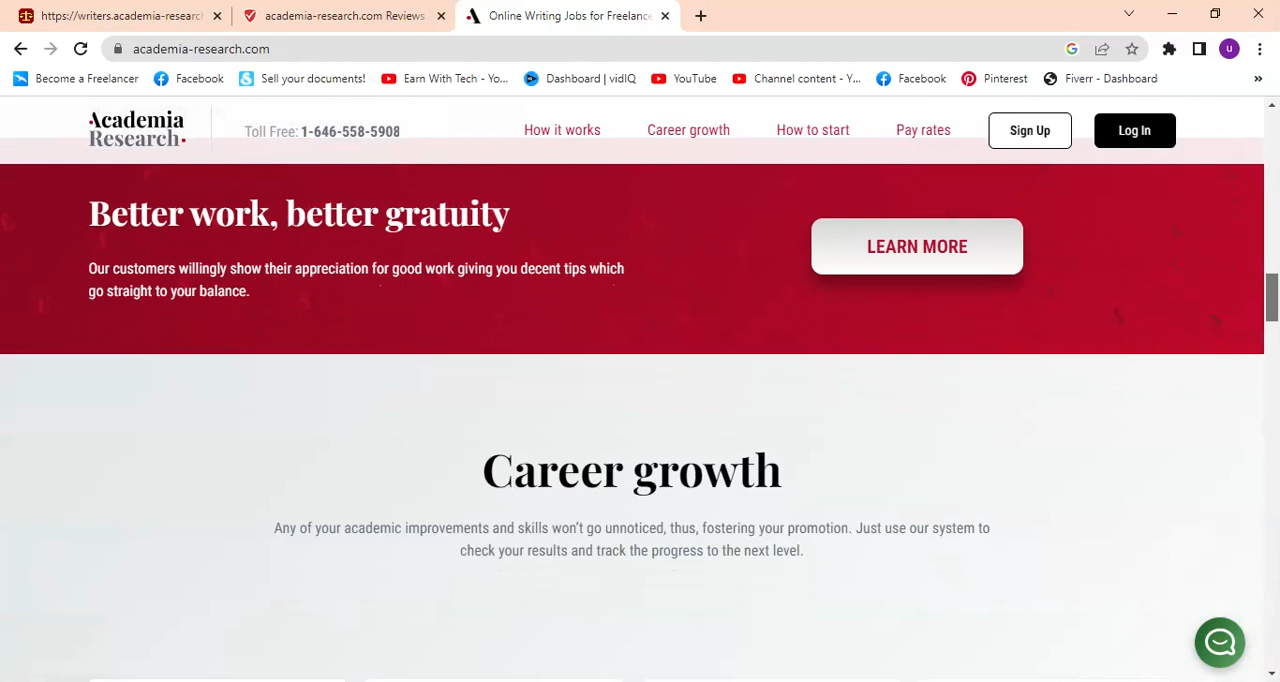 https://writers.academia-research
academia-research.com Reviews
Online Writing Jobs for Freelance
academia-research.com
u
Become a Freelancer
Facebook
Sell your documents!
Earn With Tech - Yo...
Dashboard | vidIQ
YouTube
Channel content - Y...
Facebook
Pinterest
Fiverr - Dashboard
»
Academia
Research.
Toll Free: 1-646-558-5908
How it works
Career growth
How to start
Pay rates
Sign Up
Log In
Better work, better gratuity
Our customers willingly show their appreciation for good work giving you decent tips which
go straight to your balance.
LEARN MORE
Career growth
Any of your academic improvements and skills won't go unnoticed, thus, fostering your promotion. Just use our system to
check your results and track the progress to the next level.